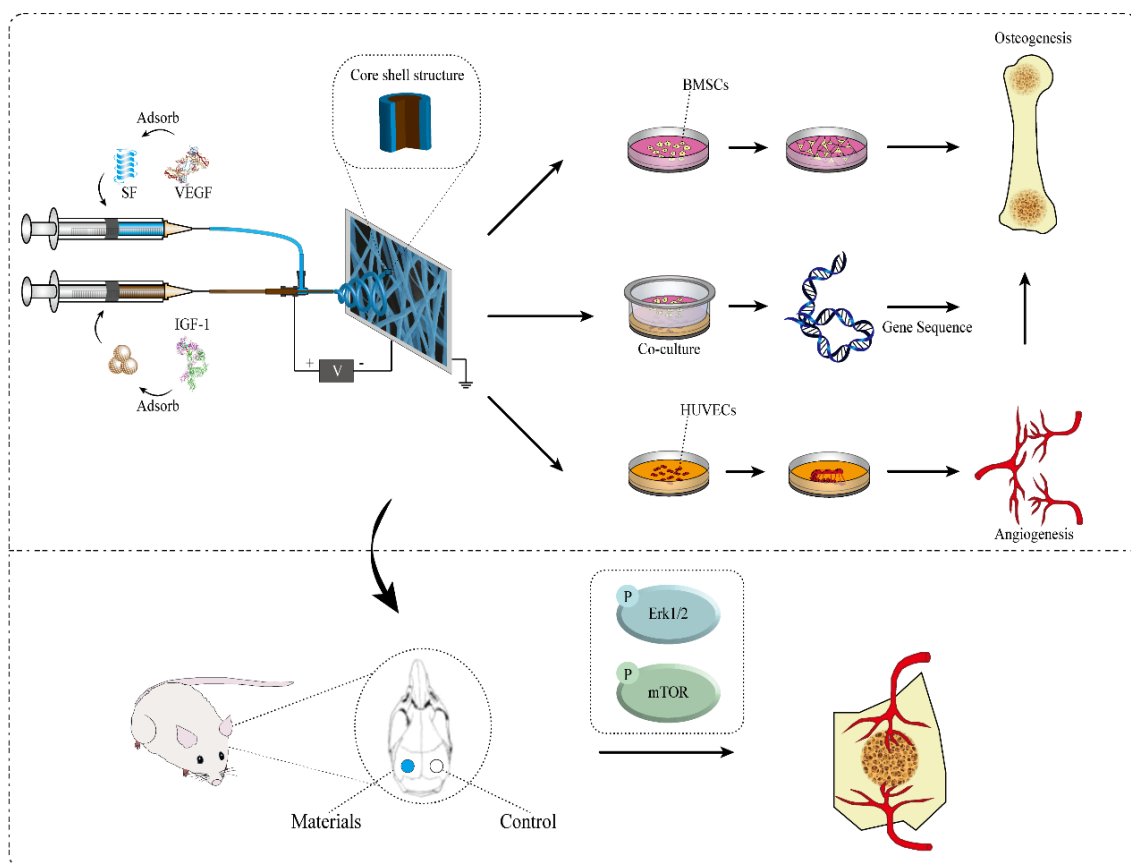 Core shell structure
Adsorb
SF
VEGF
IGF-1
Adsorb
+
V
-
BMSCs
Osteogenesis
Co-culture
Gene Sequence
HUVECs
Angiogenesis
P
Erk1/2
P
mTOR
Materials
Control